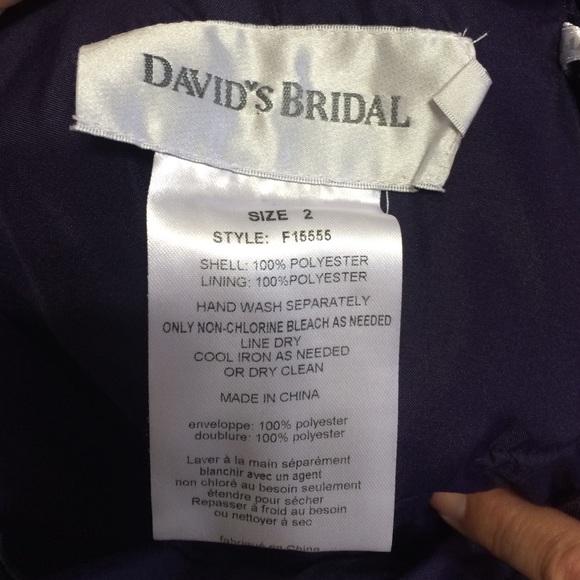 DAVID'S BRIDAL
SIZE 2
STYLE: F15555
SHELL: 100% POLYESTER
LINING: 100%POLYESTER
HAND WASH SEPARATELY
ONLY NON-CHLORINE BLEACH AS NEEDED
LINE DRY
COOL IRON AS NEEDED
OR DRY CLEAN
MADE IN CHINA
enveloppe: 100% polyester
doublure: 100% polyester
Laver à la main séparément
blanchir avec un agent
non chloré au besoin seulement
étendre pour sécher
Repasser à froid au besoin
ou nettoyer à sec
fabriqué en Chine